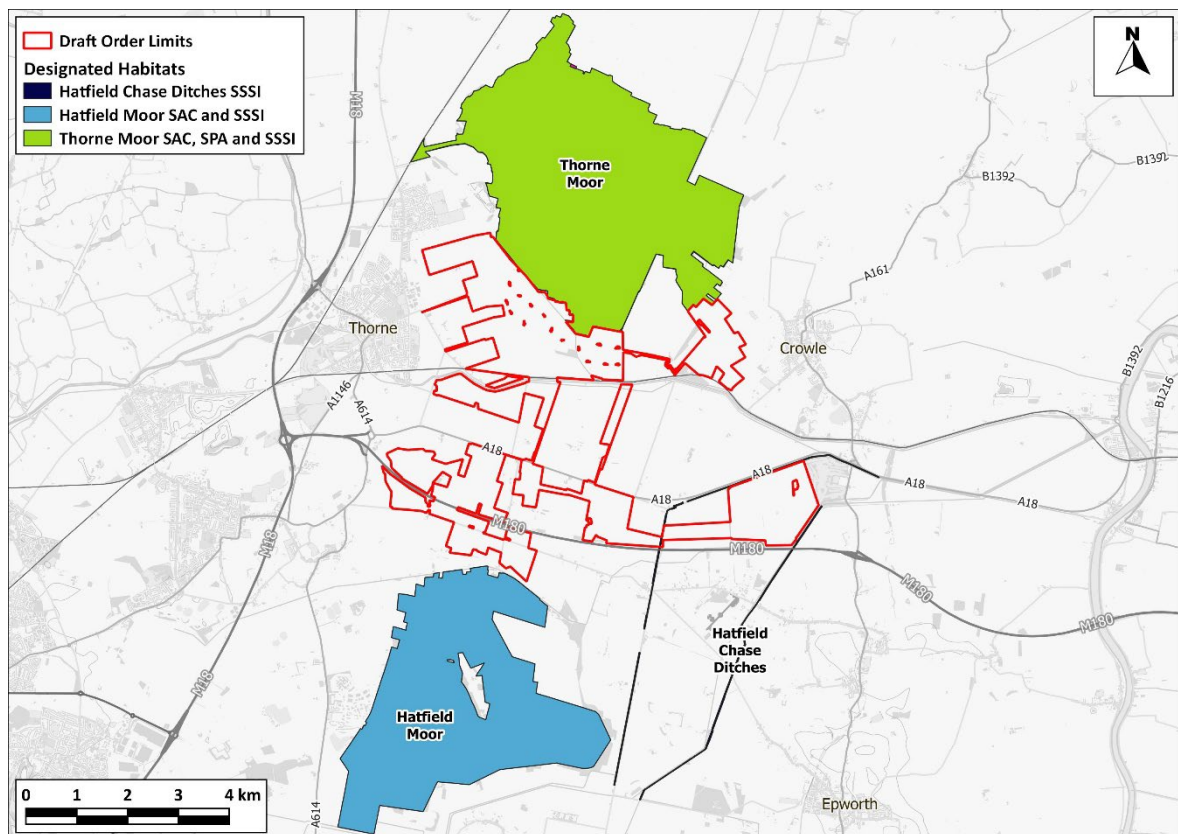 Draft Order Limits
Designated Habitats
Hatfield Chase Ditches SSSI
Hatfield Moor SAC and SSSI
Thorne Moor SAC, SPA and SSSI
N
M18
B1392
B1392
Thorne
Moor
A161
Thorne
Crowle
B1392
B1216
A1146
A614
A18
A18
A18
A18
A18
M180
M180
M180
M180
M18
M18
Hatfield
Chase
Ditches
Hatfield
Moor
0 1 2 3 4 km
A614
Epworth